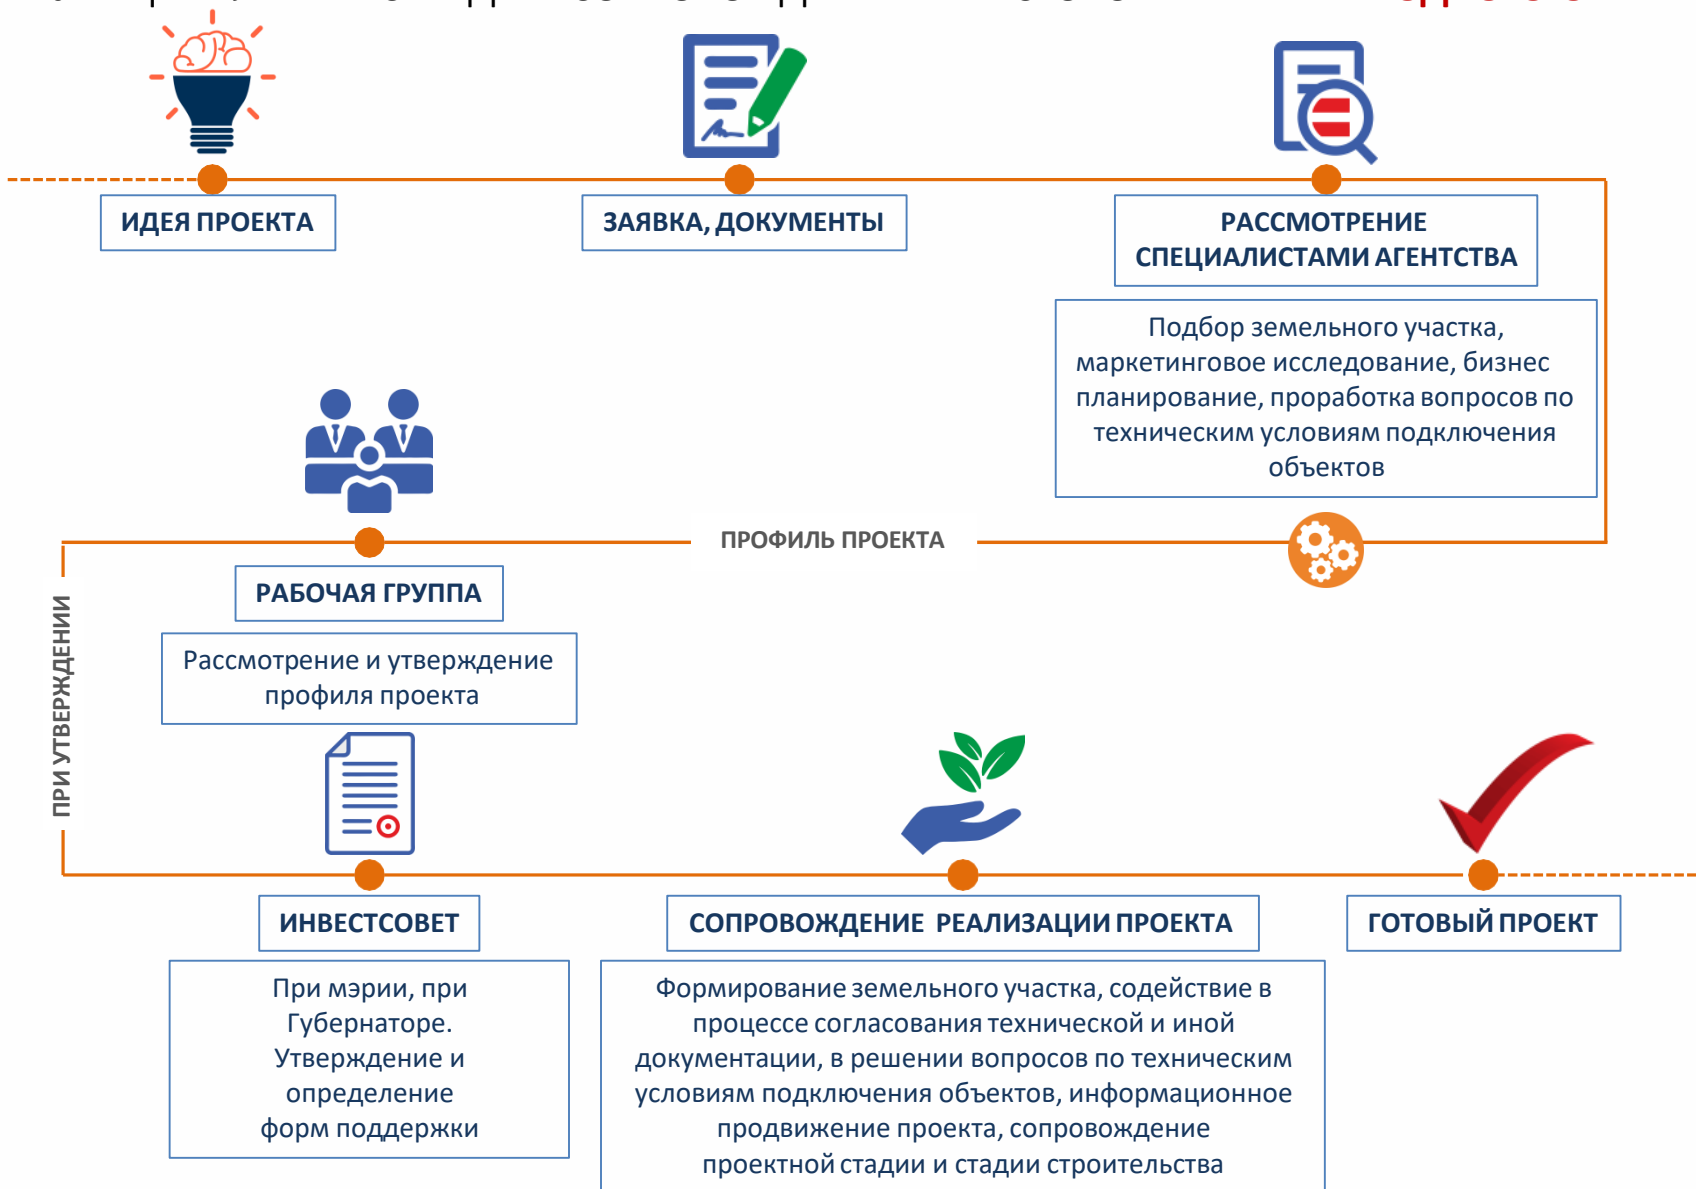 ИДЕЯ ПРОЕКТА
ЗАЯВКА, ДОКУМЕНТЫ
РАССМОТРЕНИЕ
СПЕЦИАЛИСТАМИ АГЕНТСТВА
Подбор земельного участка,
маркетинговое исследование, бизнес
планирование, проработка вопросов по
техническим условиям подключения
объектов
ПРОФИЛЬ ПРОЕКТА
РАБОЧАЯ ГРУППА
Рассмотрение и утверждение
профиля проекта
ПРИ УТВЕРЖДЕНИИ
ИНВЕСТСОВЕТ
При мэрии, при
Губернаторе.
Утверждение и
определение
форм поддержки
СОПРОВОЖДЕНИЕ РЕАЛИЗАЦИИ ПРОЕКТА
Формирование земельного участка, содействие в
процессе согласования технической и иной
документации, в решении вопросов по техническим
условиям подключения объектов, информационное
продвижение проекта, сопровождение
проектной стадии и стадии строительства
ГОТОВЫЙ ПРОЕКТ